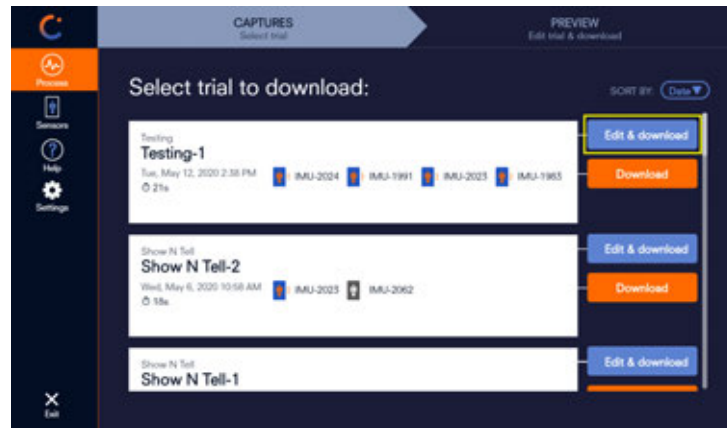 CAPTURES
Select trial
PREVIEW
Edit trial & download
Process
Sensors
Help
Settings
Exit
Select trial to download:
SORT BY: Date▼
Testing
Testing-1
Tue, May 12, 2020 2:38 PM
21s
IMU-2024 IMU-1991 IMU-2023 IMU-1963
Edit & download
Download
Show N Tell
Show N Tell-2
Wed, May 6, 2020 10:58 AM
18s
IMU-2023 IMU-2062
Edit & download
Download
Show N Tell
Show N Tell-1
Edit & download